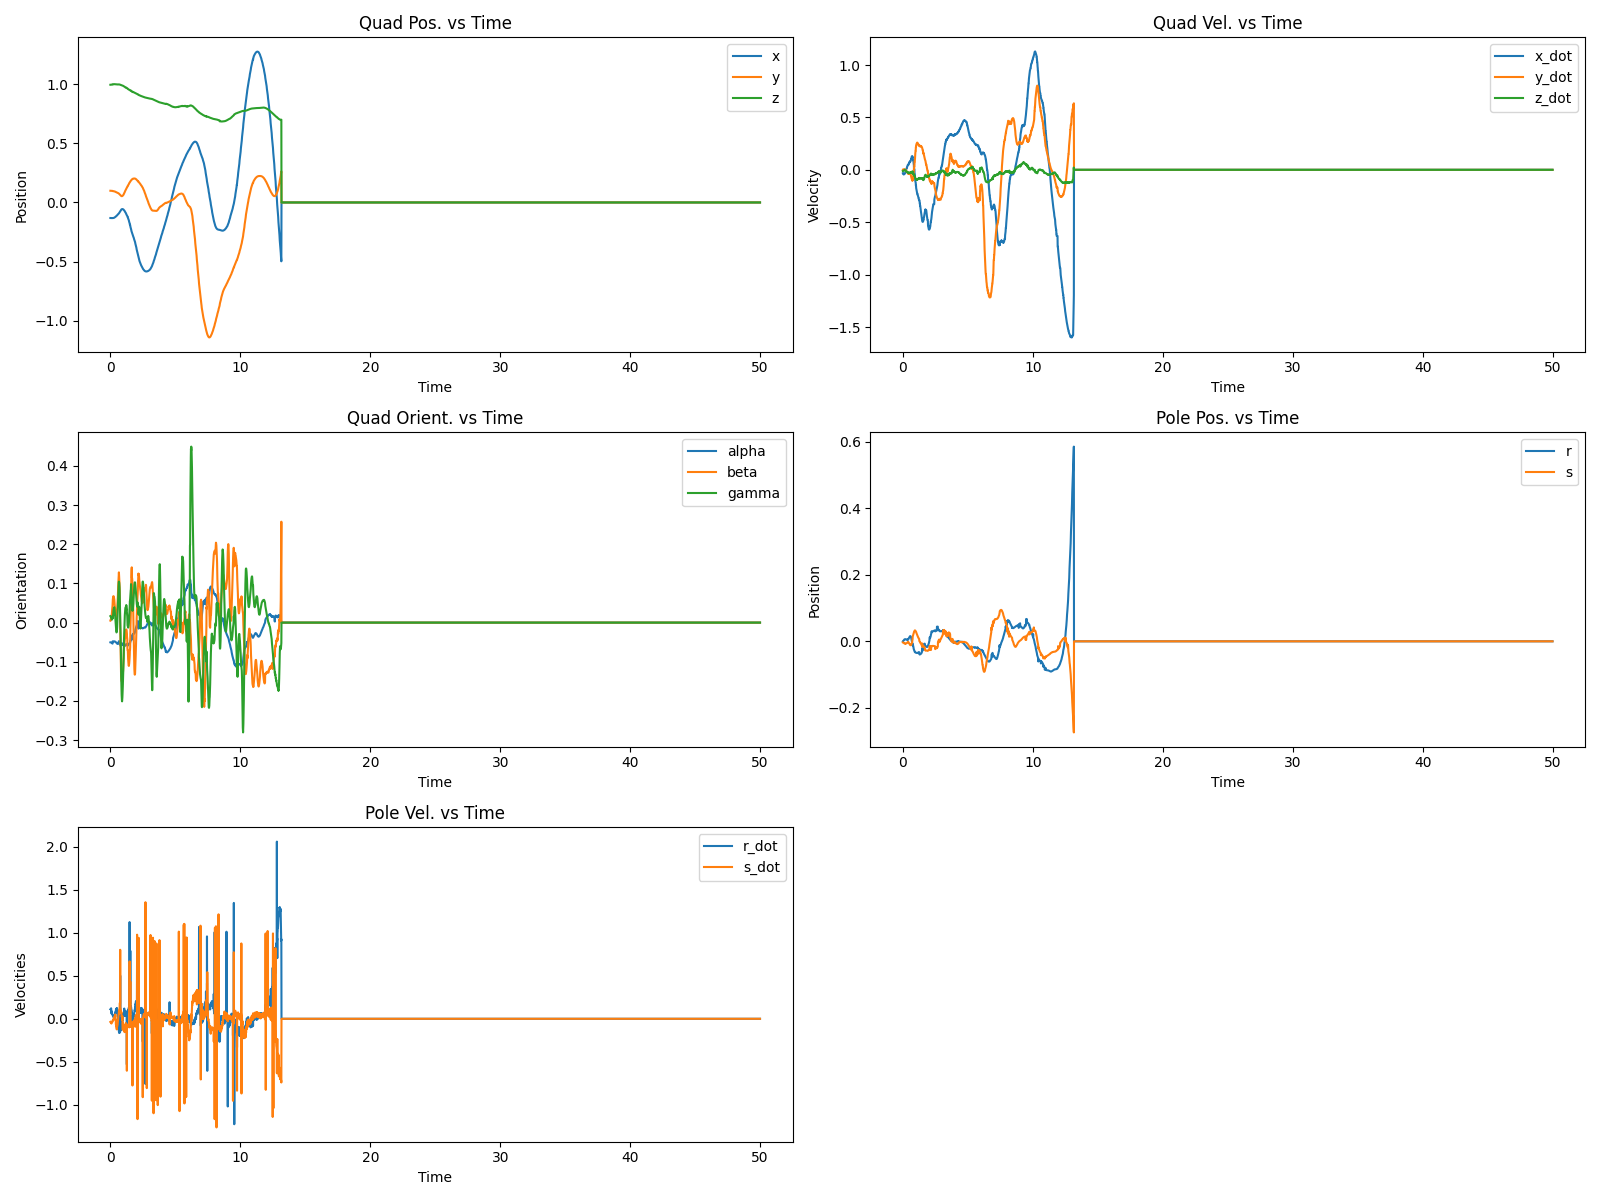 Quad Pos. vs Time
1.0
0.5
0.0
−0.5
−1.0
Position
x
y
z
0 10 20 30 40 50
Time
Quad Vel. vs Time
1.0
0.5
0.0
−0.5
−1.0
−1.5
Velocity
x_dot
y_dot
z_dot
0 10 20 30 40 50
Time
Quad Orient. vs Time
0.4
0.3
0.2
0.1
0.0
−0.1
−0.2
−0.3
Orientation
alpha
beta
gamma
0 10 20 30 40 50
Time
Pole Pos. vs Time
0.6
0.4
0.2
0.0
−0.2
Position
r
s
0 10 20 30 40 50
Time
Pole Vel. vs Time
2.0
1.5
1.0
0.5
0.0
−0.5
−1.0
Velocities
r_dot
s_dot
0 10 20 30 40 50
Time